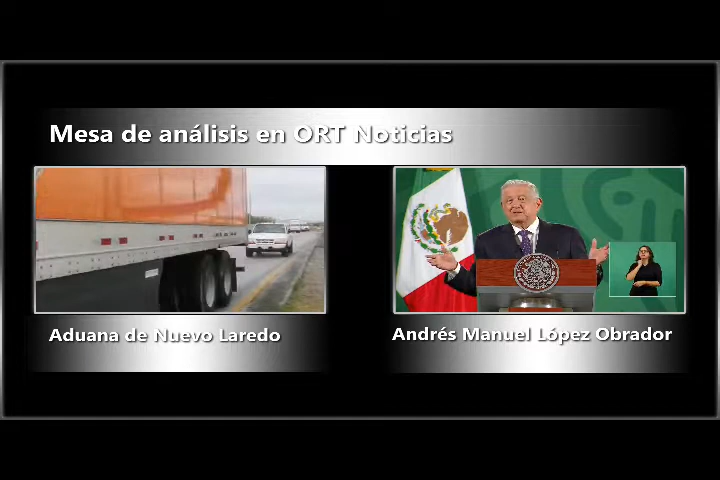 Mesa de análisis en ORT Noticias
Aduana de Nuevo Laredo
Andrés Manuel López Obrador